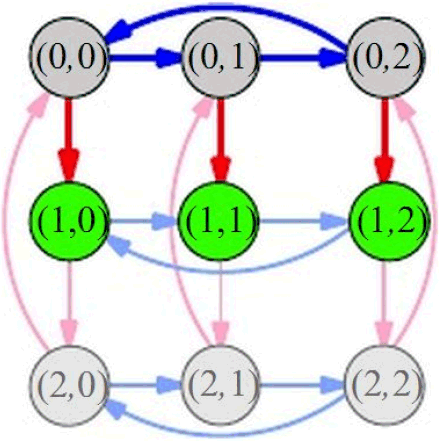 (0,0) (0,1) (0,2)
(1,0) (1,1) (1,2)
(2,0) (2,1) (2,2)